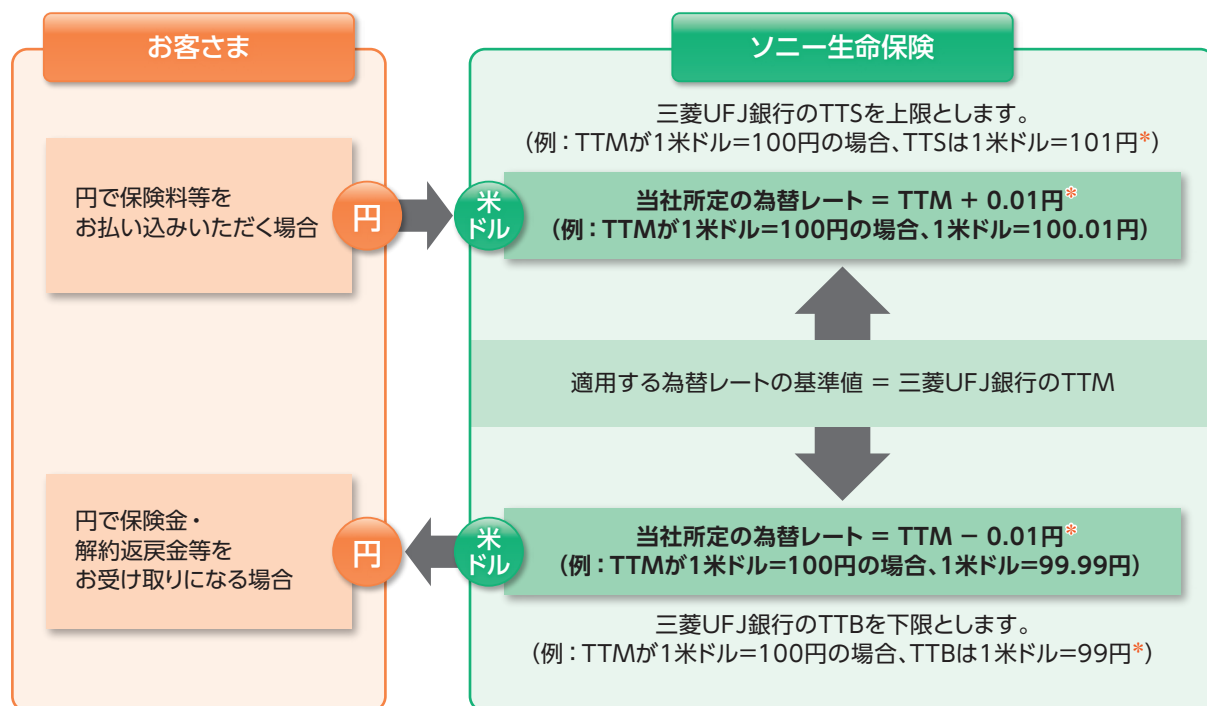 お客さま
ソニー生命保険
三菱UFJ銀行のTTSを上限とします。
（例：TTMが1米ドル＝100円の場合、TTSは1米ドル＝101円*）
円で保険料等を
お払い込みいただく場合
円
米
ドル
当社所定の為替レート ＝ TTM ＋ 0.01円*
（例：TTMが1米ドル＝100円の場合、1米ドル＝100.01円）
適用する為替レートの基準値 ＝ 三菱UFJ銀行のTTM
円で保険金・
解約返戻金等を
お受け取りになる場合
円
米
ドル
当社所定の為替レート ＝ TTM － 0.01円*
（例：TTMが1米ドル＝100円の場合、1米ドル＝99.99円）
三菱UFJ銀行のTTBを下限とします。
（例：TTMが1米ドル＝100円の場合、TTBは1米ドル＝99円*）